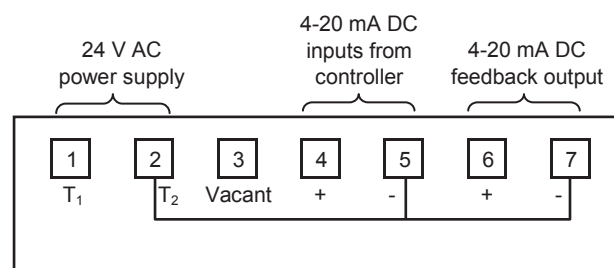 24 V AC
power supply
4-20 mA DC
inputs from
controller
4-20 mA DC
feedback output
1 2 3 4 5 6 7
T₁ T₂ Vacant + - + -